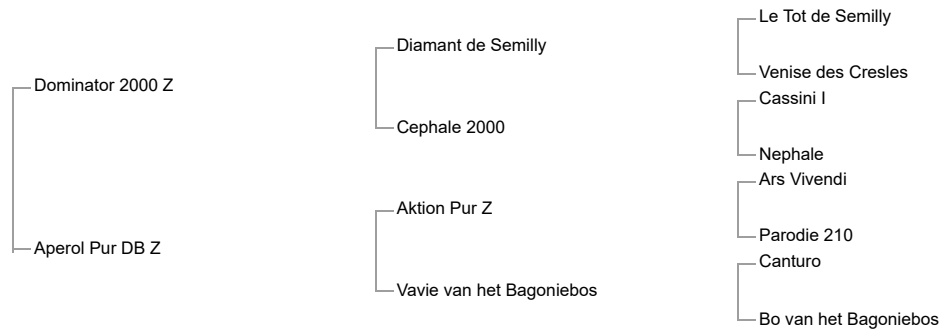 Le Tot de Semilly
Diamant de Semilly
Venise des Cresles
Dominator 2000 Z
Cassini I
Cephale 2000
Nephale
Ars Vivendi
Aktion Pur Z
Parodie 210
Aperol Pur DB Z
Canturo
Vavie van het Bagoniebos
Bo van het Bagoniebos